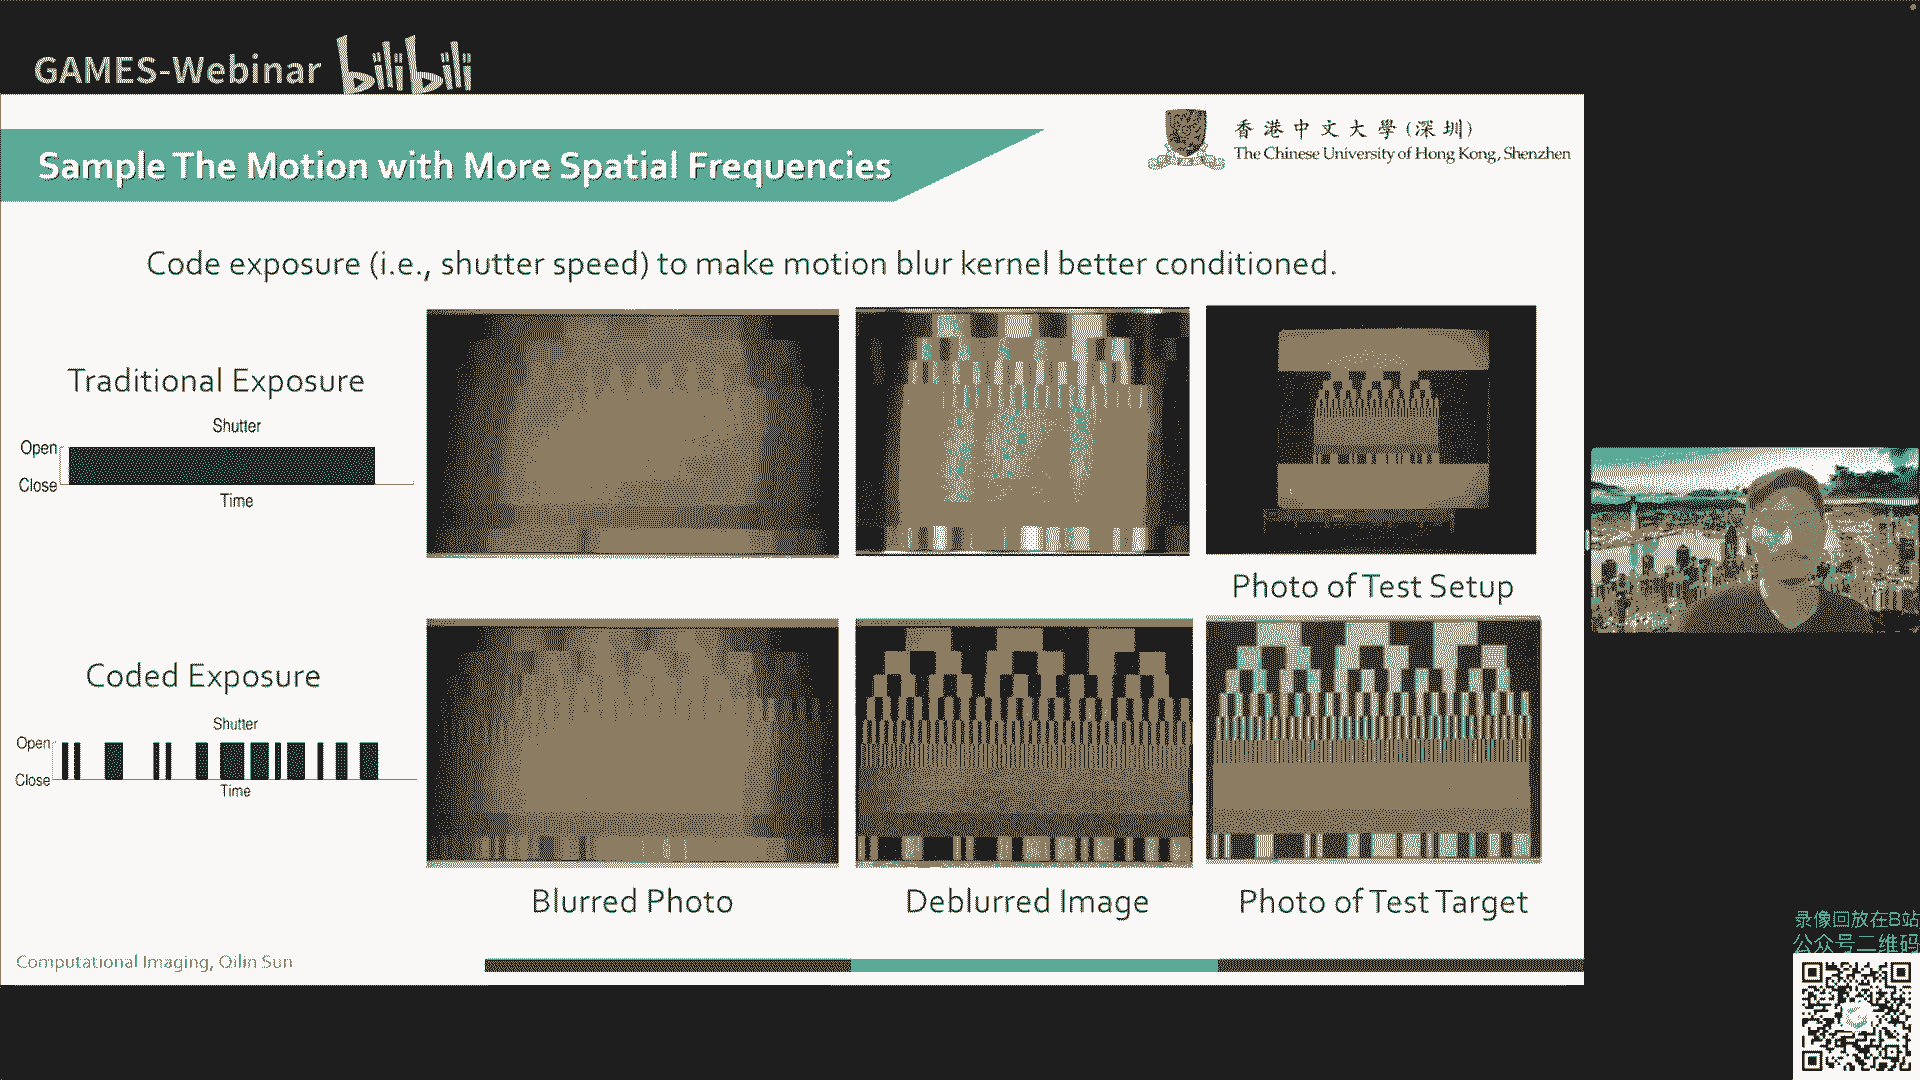 GAMES-Webinar bilibili
香港中文大學(深圳)
The Chinese University of Hong Kong, Shenzhen
Sample The Motion with More Spatial Frequencies
Code exposure (i.e., shutter speed) to make motion blur kernel better conditioned.
Traditional Exposure
Shutter
Open
Close
Time
Photo of Test Setup
Coded Exposure
Shutter
Open
Close
Time
Blurred Photo
Deblurred Image
Photo of Test Target
Computational Imaging, Qilin Sun
录像回放在B站
公众号二维码